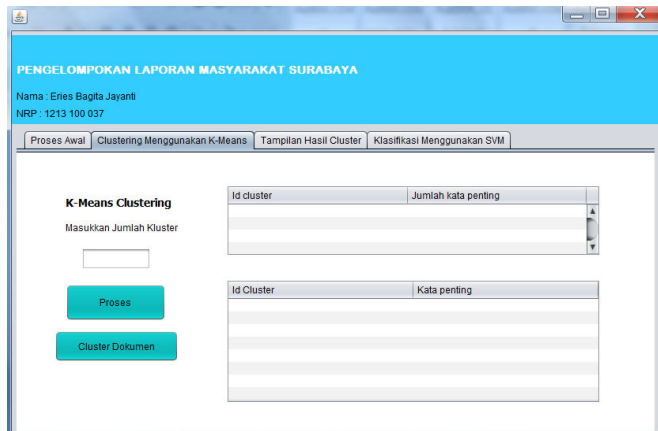 PENGELOMPOKAN LAPORAN MASYARAKAT SURABAYA
Nama : Eries Bagita Jayanti
NRP : 1213 100 037
Proses Awal Clustering Menggunakan K-Means Tampilan Hasil Cluster Klasifikasi Menggunakan SVM
K-Means Clustering
Masukkan Jumlah Kluster
Proses
Cluster Dokumen
Id cluster Jumlah kata penting
Id Cluster Kata penting